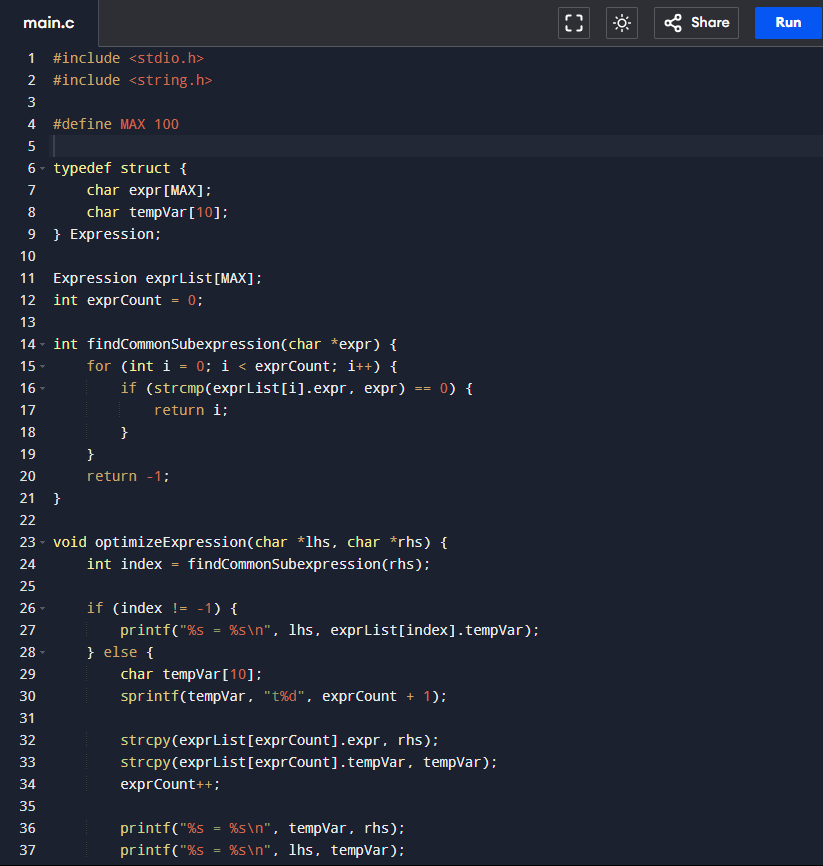 main.c
Share
Run
1 #include <stdio.h>
2 #include <string.h>
3
4 #define MAX 100
5
6 typedef struct {
7     char expr[MAX];
8     char tempVar[10];
9 } Expression;
10
11 Expression exprList[MAX];
12 int exprCount = 0;
13
14 int findCommonSubexpression(char *expr) {
15     for (int i = 0; i < exprCount; i++) {
16         if (strcmp(exprList[i].expr, expr) == 0) {
17             return i;
18         }
19     }
20     return -1;
21 }
22
23 void optimizeExpression(char *lhs, char *rhs) {
24     int index = findCommonSubexpression(rhs);
25
26     if (index != -1) {
27         printf("%s = %s\n", lhs, exprList[index].tempVar);
28     } else {
29         char tempVar[10];
30         sprintf(tempVar, "t%d", exprCount + 1);
31
32         strcpy(exprList[exprCount].expr, rhs);
33         strcpy(exprList[exprCount].tempVar, tempVar);
34         exprCount++;
35
36         printf("%s = %s\n", tempVar, rhs);
37         printf("%s = %s\n", lhs, tempVar);